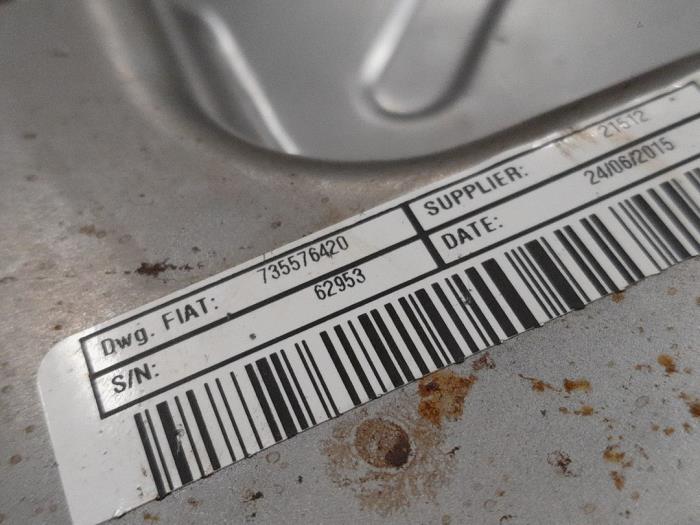 Dwg. FIAT: 735576420 SUPPLIER: 21512
S/N: 62953 DATE: 24/06/2015